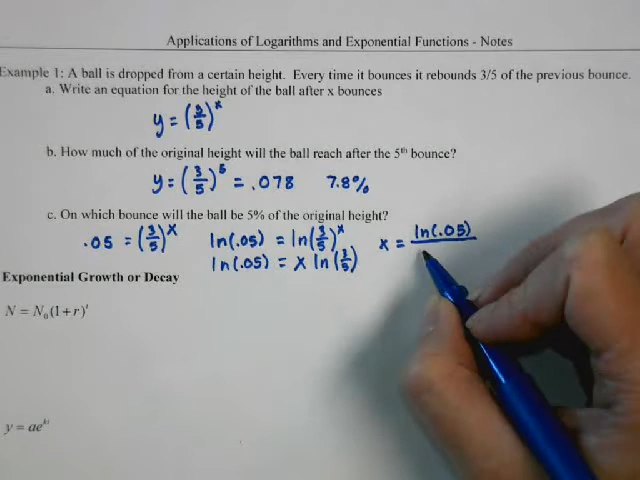 Applications of Logarithms and Exponential Functions - Notes
Example 1: A ball is dropped from a certain height. Every time it bounces it rebounds 3/5 of the previous bounce.
a. Write an equation for the height of the ball after x bounces
y = (3/5)^x
b. How much of the original height will the ball reach after the 5th bounce?
y = (3/5)^5 = .078 7.8%
c. On which bounce will the ball be 5% of the original height?
.05 = (3/5)^x ln(.05) = ln(3/5)^x x = ln(.05)
ln(.05) = x ln(3/5)
Exponential Growth or Decay
N = N₀(1+r)^t
y = ae^kt